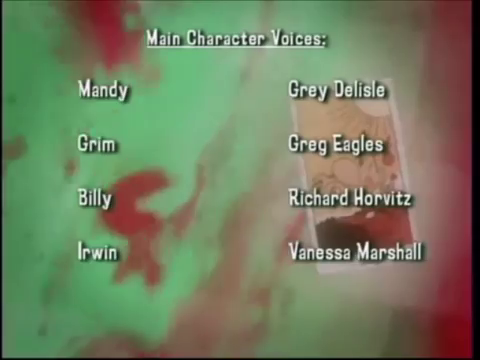 Main Character Voices:
Mandy Grey Delisle
Grim Greg Eagles
Billy Richard Horvitz
Irwin Vanessa Marshall